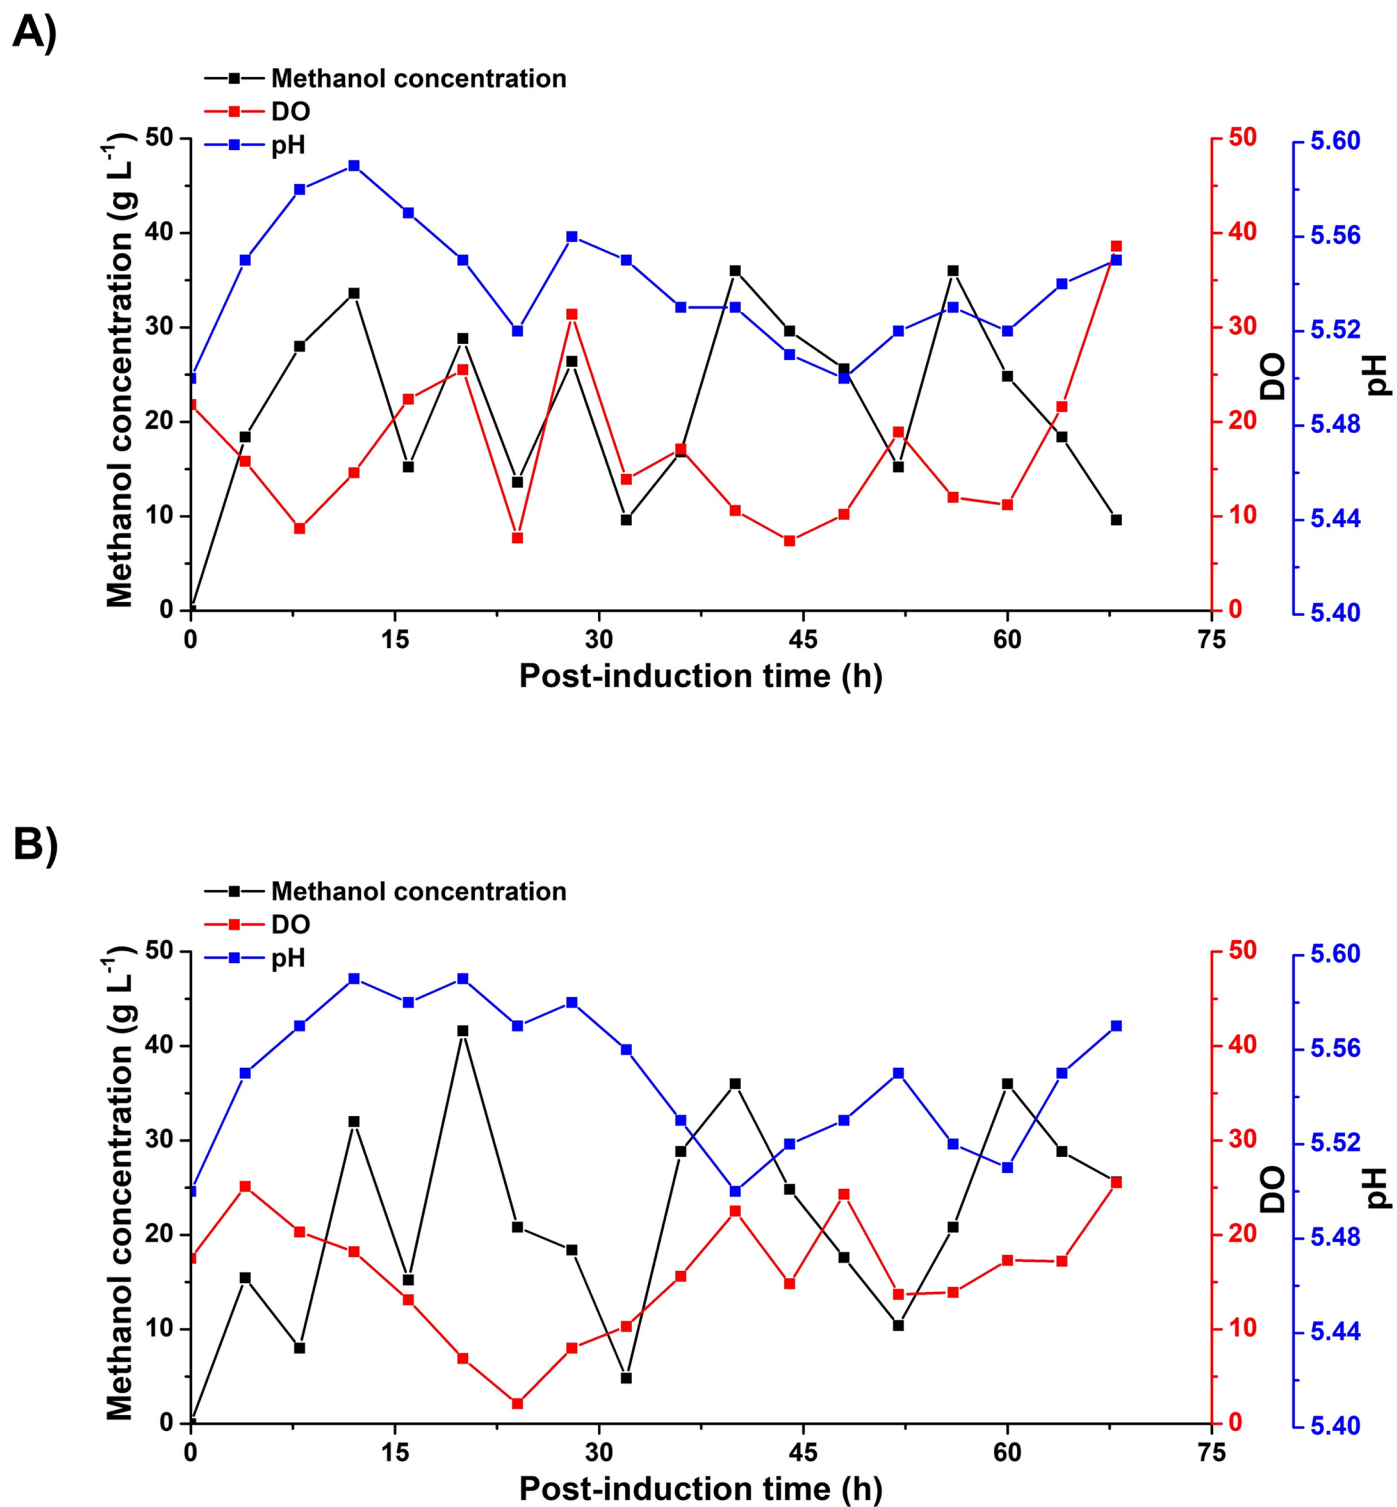 A)
Methanol concentration
DO
pH
50
40
30
20
10
0
Methanol concentration (g L⁻¹)
0 15 30 45 60 75
Post-induction time (h)
50
40
30
20
10
0
DO
5.60
5.56
5.52
5.48
5.44
5.40
pH
B)
Methanol concentration
DO
pH
50
40
30
20
10
0
Methanol concentration (g L⁻¹)
0 15 30 45 60 75
Post-induction time (h)
50
40
30
20
10
0
DO
5.60
5.56
5.52
5.48
5.44
5.40
pH